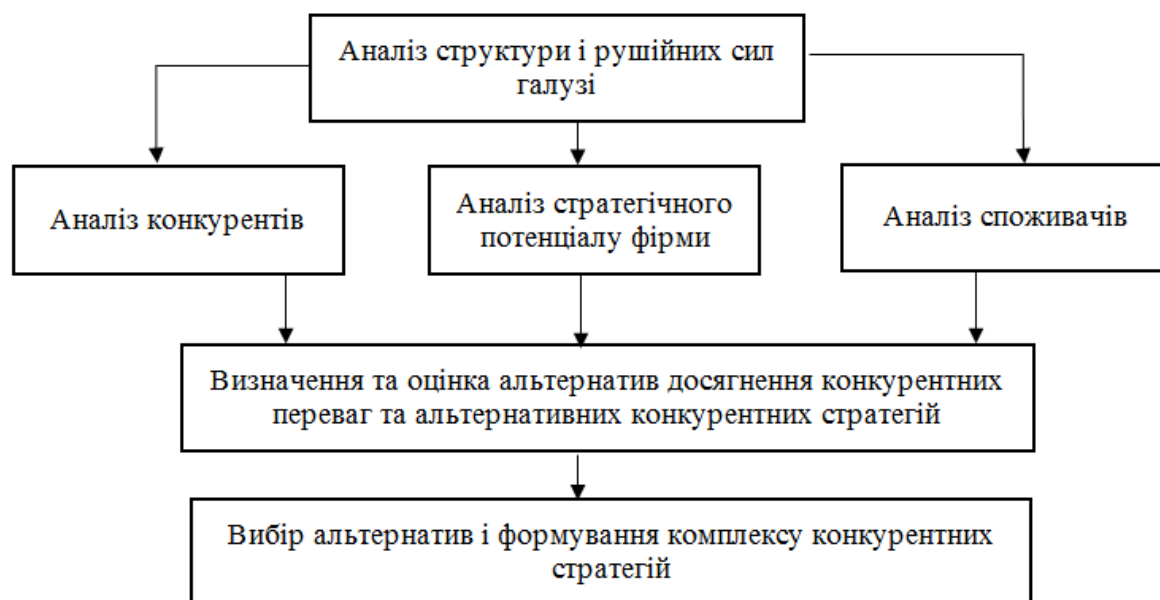 Аналіз структури і рушійних сил
галузі
Аналіз конкурентів
Аналіз стратегічного
потенціалу фірми
Аналіз споживачів
Визначення та оцінка альтернатив досягнення конкурентних
переваг та альтернативних конкурентних стратегій
Вибір альтернатив і формування комплексу конкурентних
стратегій